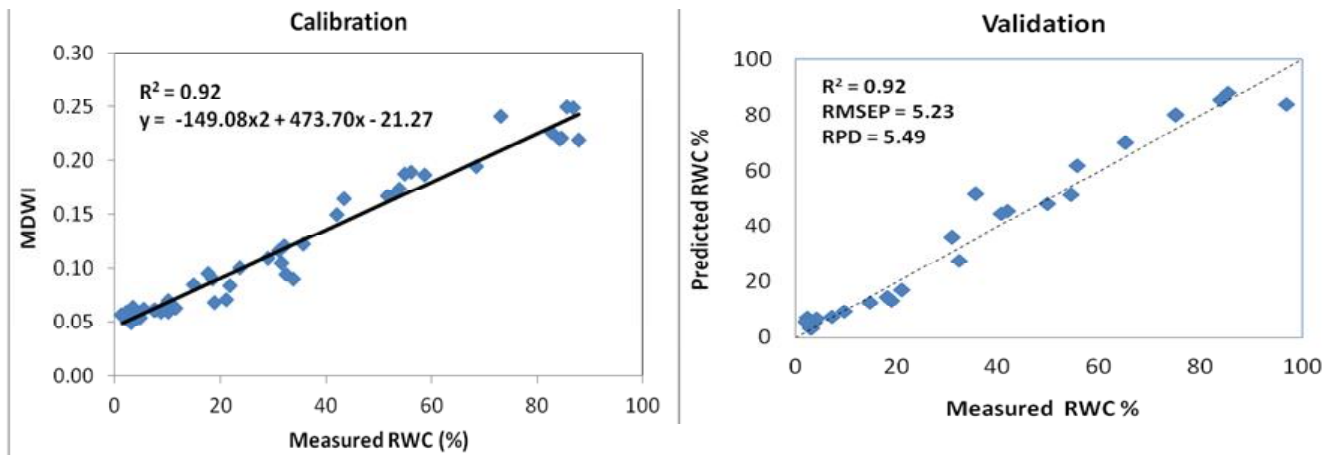 Calibration
0.30
0.25
0.20
0.15
0.10
0.05
0.00
R² = 0.92
y = -149.08x2 + 473.70x - 21.27
MDWI
0 20 40 60 80 100
Measured RWC (%)
Validation
100
80
60
40
20
0
R² = 0.92
RMSEP = 5.23
RPD = 5.49
Predicted RWC %
0 20 40 60 80 100
Measured RWC %